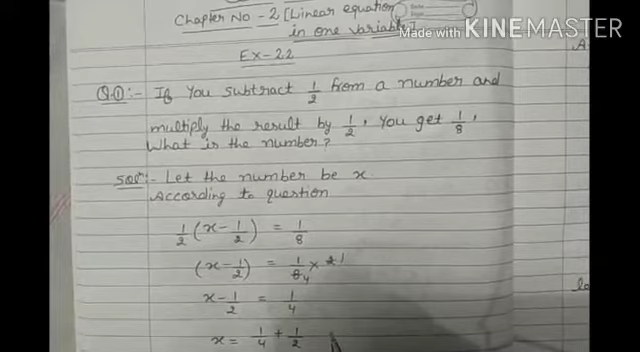 Made with KINEMASTER
Chapter No - 2 [Linear equation
in one variable]
Ex - 2.2
Q.①:- If You subtract 1/2 from a number and
multiply the result by 1/2, You get 1/8,
What is the number?
Solⁿ:- Let the number be x
According to question
1/2 (x - 1/2) = 1/8
(x - 1/2) = 1/8 4 × 2 1
x - 1/2 = 1/4
x = 1/4 + 1/2